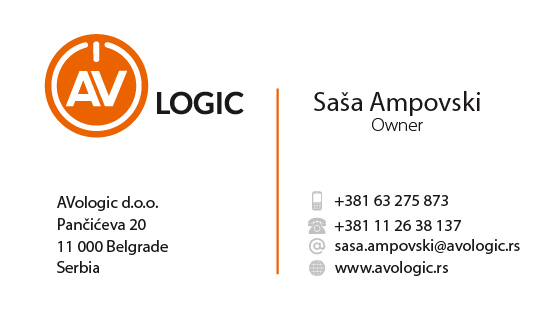 AV LOGIC
Saša Ampovski
Owner
AVologic d.o.o.
Pančićeva 20
11 000 Belgrade
Serbia
+381 63 275 873
+381 11 26 38 137
sasa.ampovski@avologic.rs
www.avologic.rs